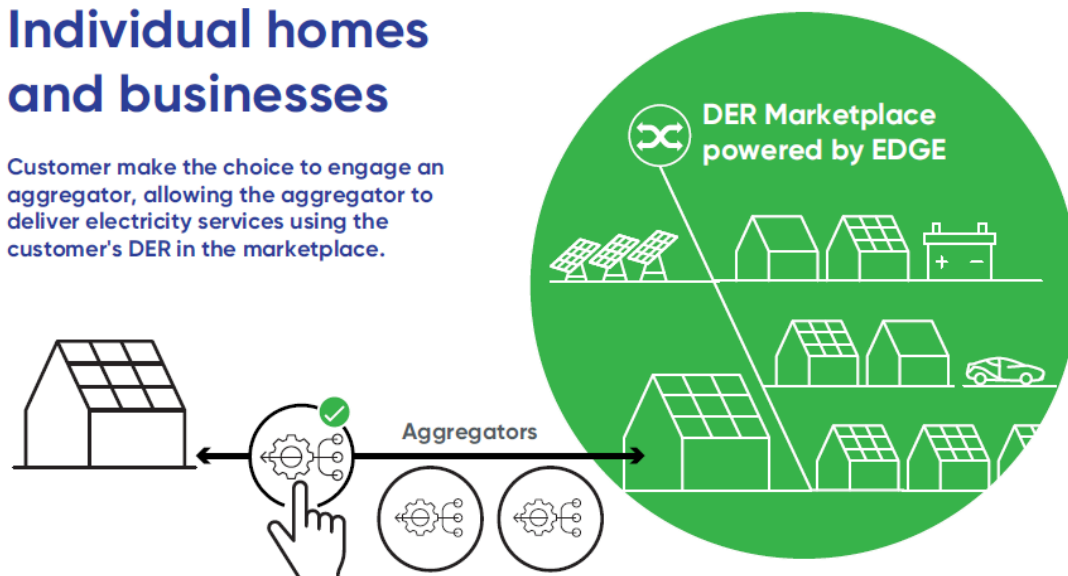 Individual homes
and businesses
Customer make the choice to engage an
aggregator, allowing the aggregator to
deliver electricity services using the
customer's DER in the marketplace.
DER Marketplace
powered by EDGE
Aggregators
+ −